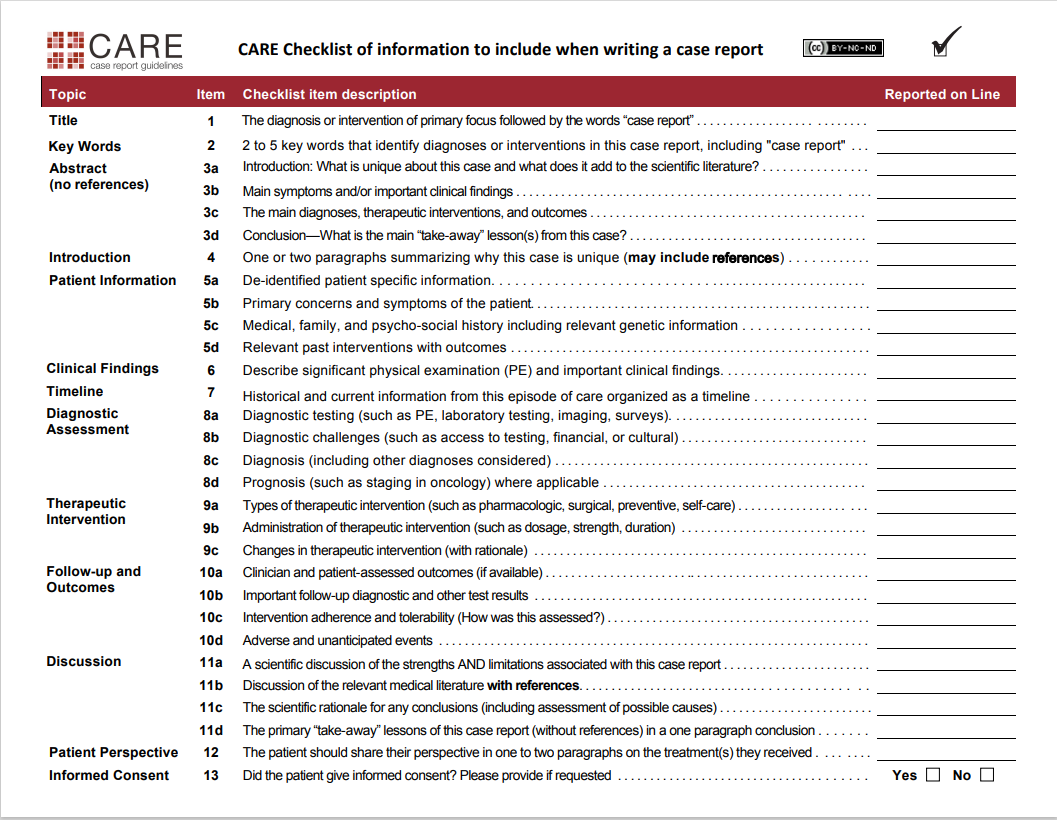 CARE
case report guidelines
CARE Checklist of information to include when writing a case report
cc BY-NO-ND
Topic Item Checklist item description Reported on Line
Title 1 The diagnosis or intervention of primary focus followed by the words “case report” . . . . . . . . . . . . . . . . . . . . . . . . .
Key Words 2 2 to 5 key words that identify diagnoses or interventions in this case report, including "case report" . . .
Abstract 3a Introduction: What is unique about this case and what does it add to the scientific literature? . . . . . . . . . . . . . . . .
(no references)
3b Main symptoms and/or important clinical findings . . . . . . . . . . . . . . . . . . . . . . . . . . . . . . . . . . . . . . . . . . . . . . . . . . . . .
3c The main diagnoses, therapeutic interventions, and outcomes . . . . . . . . . . . . . . . . . . . . . . . . . . . . . . . . . . . . . . . . .
3d Conclusion—What is the main “take-away” lesson(s) from this case? . . . . . . . . . . . . . . . . . . . . . . . . . . . . . . . . . . .
Introduction 4 One or two paragraphs summarizing why this case is unique (may include references) . . . . . . . . . . . .
Patient Information 5a De-identified patient specific information. . . . . . . . . . . . . . . . . . . . . . . . . . . . . . . . . . . . . . . . . . .
5b Primary concerns and symptoms of the patient. . . . . . . . . . . . . . . . . . . . . . . . . . . . . . . . . . . . . . . . . . . . . . . . .
5c Medical, family, and psycho-social history including relevant genetic information . . . . . . . . . . . . . . . . .
5d Relevant past interventions with outcomes . . . . . . . . . . . . . . . . . . . . . . . . . . . . . . . . . . . . . . . . . . . . . . . . . . . .
Clinical Findings 6 Describe significant physical examination (PE) and important clinical findings. . . . . . . . . . . . . . . . . . . . . .
Timeline 7 Historical and current information from this episode of care organized as a timeline . . . . . . . . . . . . . . .
Diagnostic 8a Diagnostic testing (such as PE, laboratory testing, imaging, surveys). . . . . . . . . . . . . . . . . . . . . . . . . . . . .
Assessment
8b Diagnostic challenges (such as access to testing, financial, or cultural) . . . . . . . . . . . . . . . . . . . . . . . . . . .
8c Diagnosis (including other diagnoses considered) . . . . . . . . . . . . . . . . . . . . . . . . . . . . . . . . . . . . . . . . . . . . . .
8d Prognosis (such as staging in oncology) where applicable . . . . . . . . . . . . . . . . . . . . . . . . . . . . . . . . . . . . . .
Therapeutic 9a Types of therapeutic intervention (such as pharmacologic, surgical, preventive, self-care) . . . . . . . . . . . . . . . . . . .
Intervention
9b Administration of therapeutic intervention (such as dosage, strength, duration) . . . . . . . . . . . . . . . . . . . . . . . . . . .
9c Changes in therapeutic intervention (with rationale) . . . . . . . . . . . . . . . . . . . . . . . . . . . . . . . . . . . . . . . . . . . . . . . . .
Follow-up and 10a Clinician and patient-assessed outcomes (if available) . . . . . . . . . . . . . . . . . . . . . . . . . . . . . . . . . . . . . . . . . . . . . . .
Outcomes
10b Important follow-up diagnostic and other test results . . . . . . . . . . . . . . . . . . . . . . . . . . . . . . . . . . . . . . . . . . . . . . . . .
10c Intervention adherence and tolerability (How was this assessed?) . . . . . . . . . . . . . . . . . . . . . . . . . . . . . . . . . . . . . . .
10d Adverse and unanticipated events . . . . . . . . . . . . . . . . . . . . . . . . . . . . . . . . . . . . . . . . . . . . . . . . . . . . . . . . . . . . . . .
Discussion 11a A scientific discussion of the strengths AND limitations associated with this case report . . . . . . . . . . . . . . . . . . . . .
11b Discussion of the relevant medical literature with references. . . . . . . . . . . . . . . . . . . . . . . . . . . . . . . . . . . . . . . .
11c The scientific rationale for any conclusions (including assessment of possible causes) . . . . . . . . . . . . . . . . . . . . . .
11d The primary “take-away” lessons of this case report (without references) in a one paragraph conclusion . . . . . . .
Patient Perspective 12 The patient should share their perspective in one to two paragraphs on the treatment(s) they received . . . . . . . .
Informed Consent 13 Did the patient give informed consent? Please provide if requested . . . . . . . . . . . . . . . . . . . . . . . . . . . . . . . . . . . . Yes No